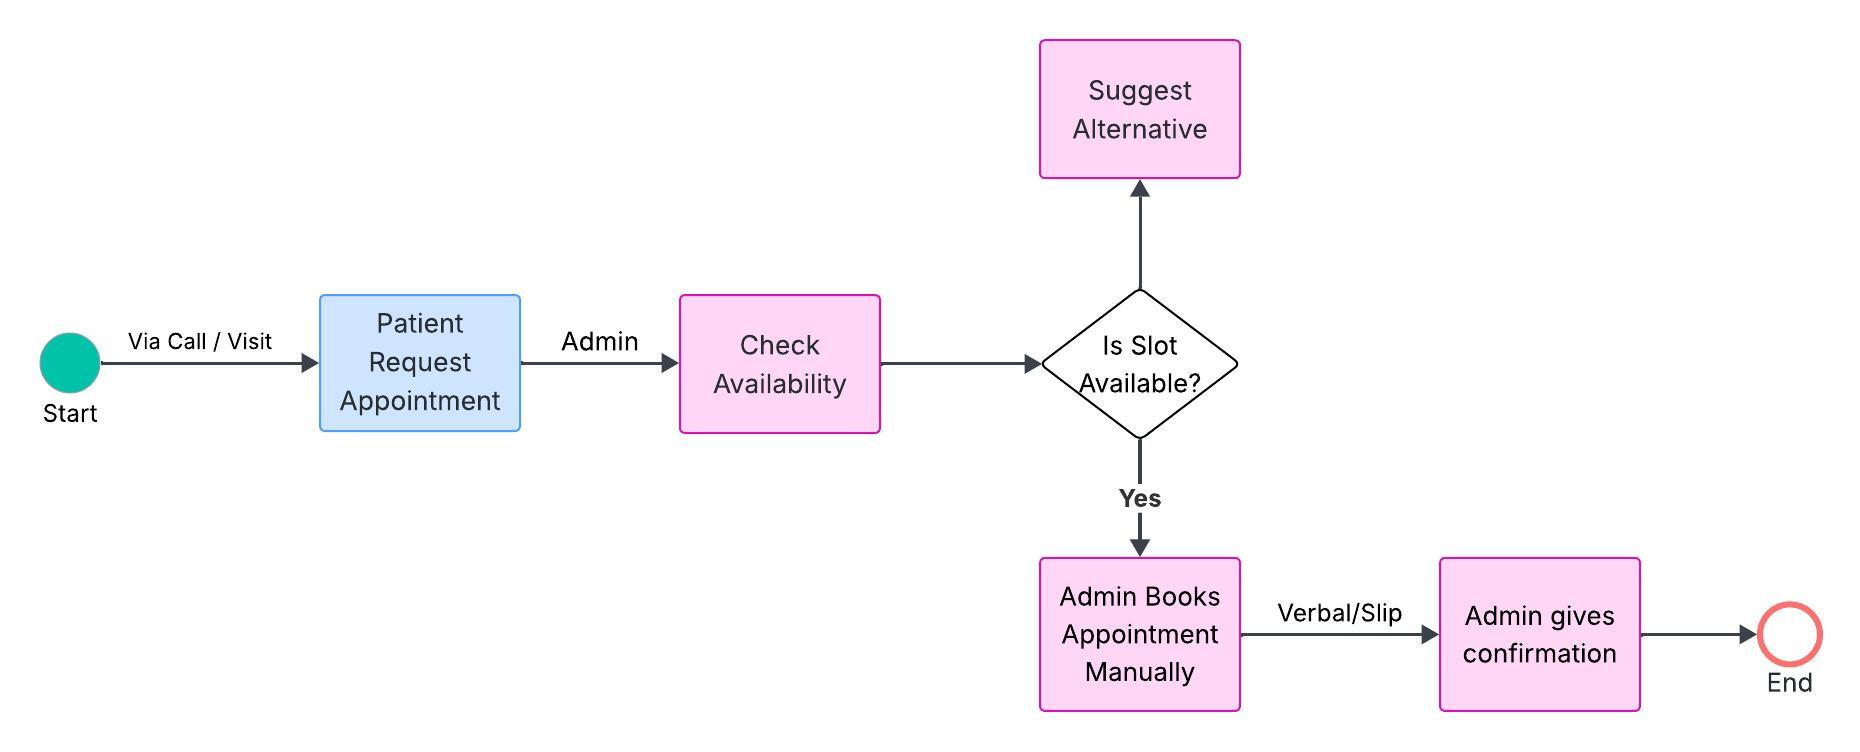 Start
Via Call / Visit
Patient
Request
Appointment
Admin
Check
Availability
Is Slot
Available?
Suggest
Alternative
Yes
Admin Books
Appointment
Manually
Verbal/Slip
Admin gives
confirmation
End